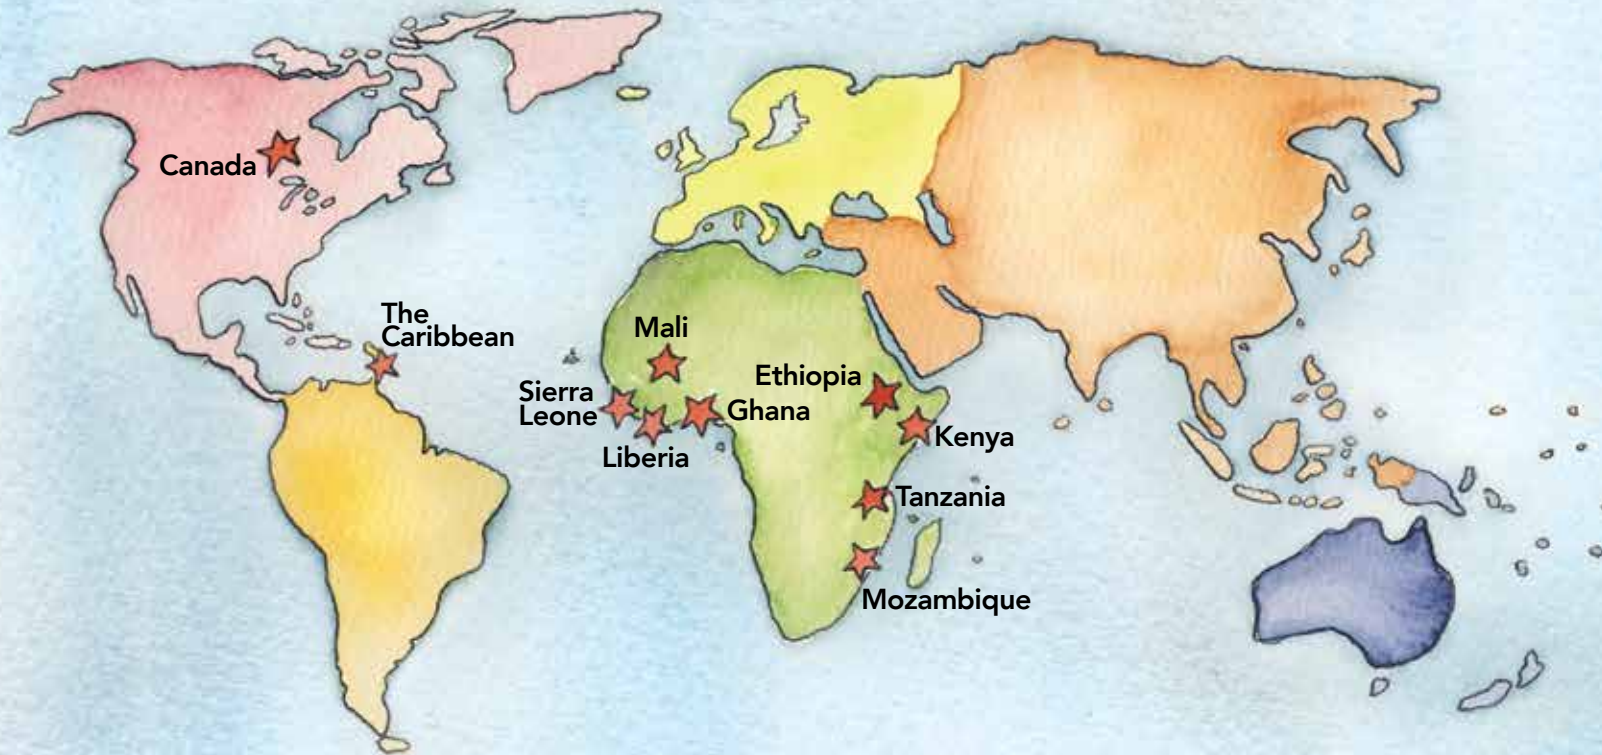 Canada
The
Caribbean
Mali
Ethiopia
Sierra
Leone
Ghana
Liberia
Kenya
Tanzania
Mozambique